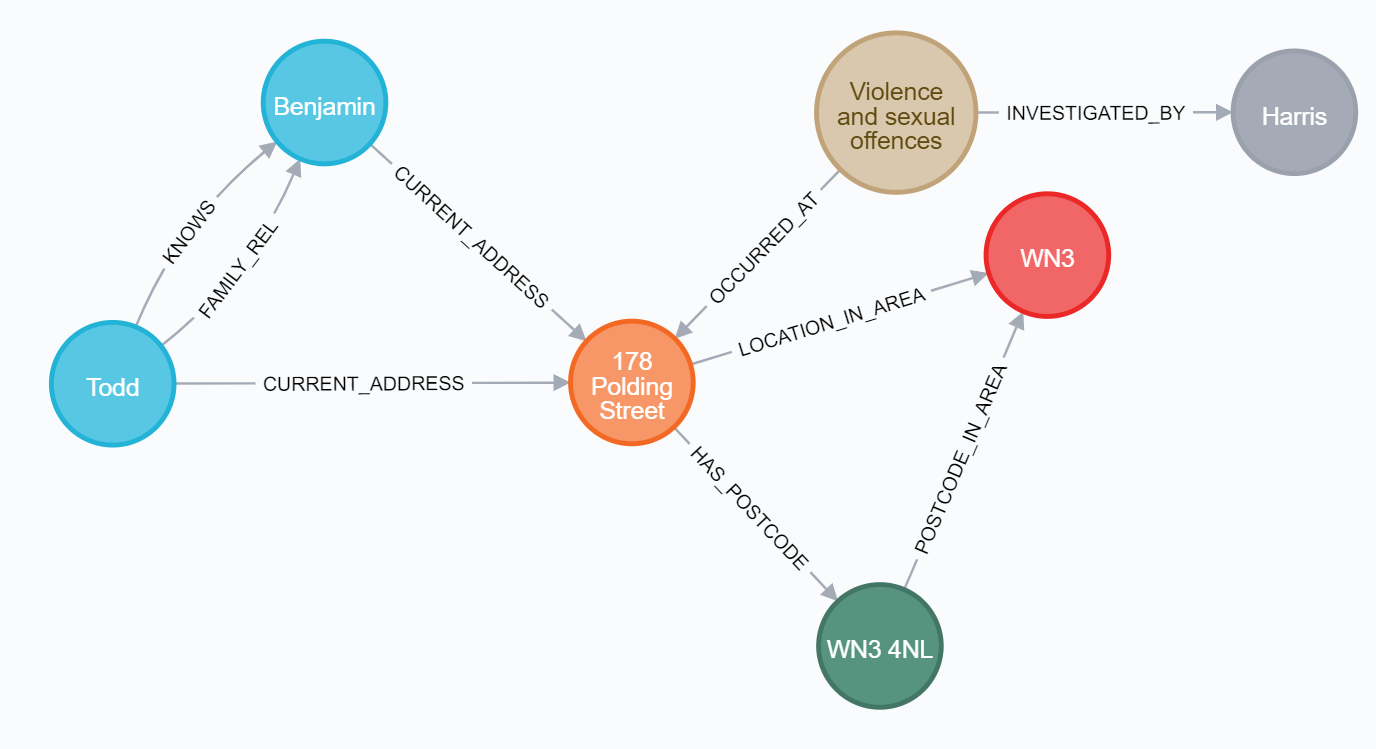 Benjamin
Violence
and sexual
offences
INVESTIGATED_BY
Harris
KNOWS
FAMILY_REL
CURRENT_ADDRESS
OCCURRED_AT
WN3
LOCATION_IN_AREA
Todd
CURRENT_ADDRESS
178
Polding
Street
HAS_POSTCODE
POSTCODE_IN_AREA
WN3 4NL